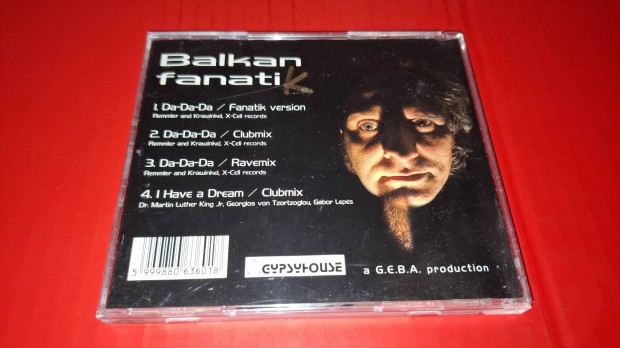 Balkan
fanatiK
1. Da-Da-Da / Fanatik version
Remmler and Krawinkel, X-Cell records
2. Da-Da-Da / Clubmix
Remmler and Krawinkel, X-Cell records
3. Da-Da-Da / Ravemix
Remmler and Krawinkel, X-Cell records
4. I Have a Dream / Clubmix
Dr. Martin Luther King Jr, Georgios von Tzortzoglou, Gabor Lepes
5 999880 636018
GYPSYHOUSE
a G.E.B.A. production